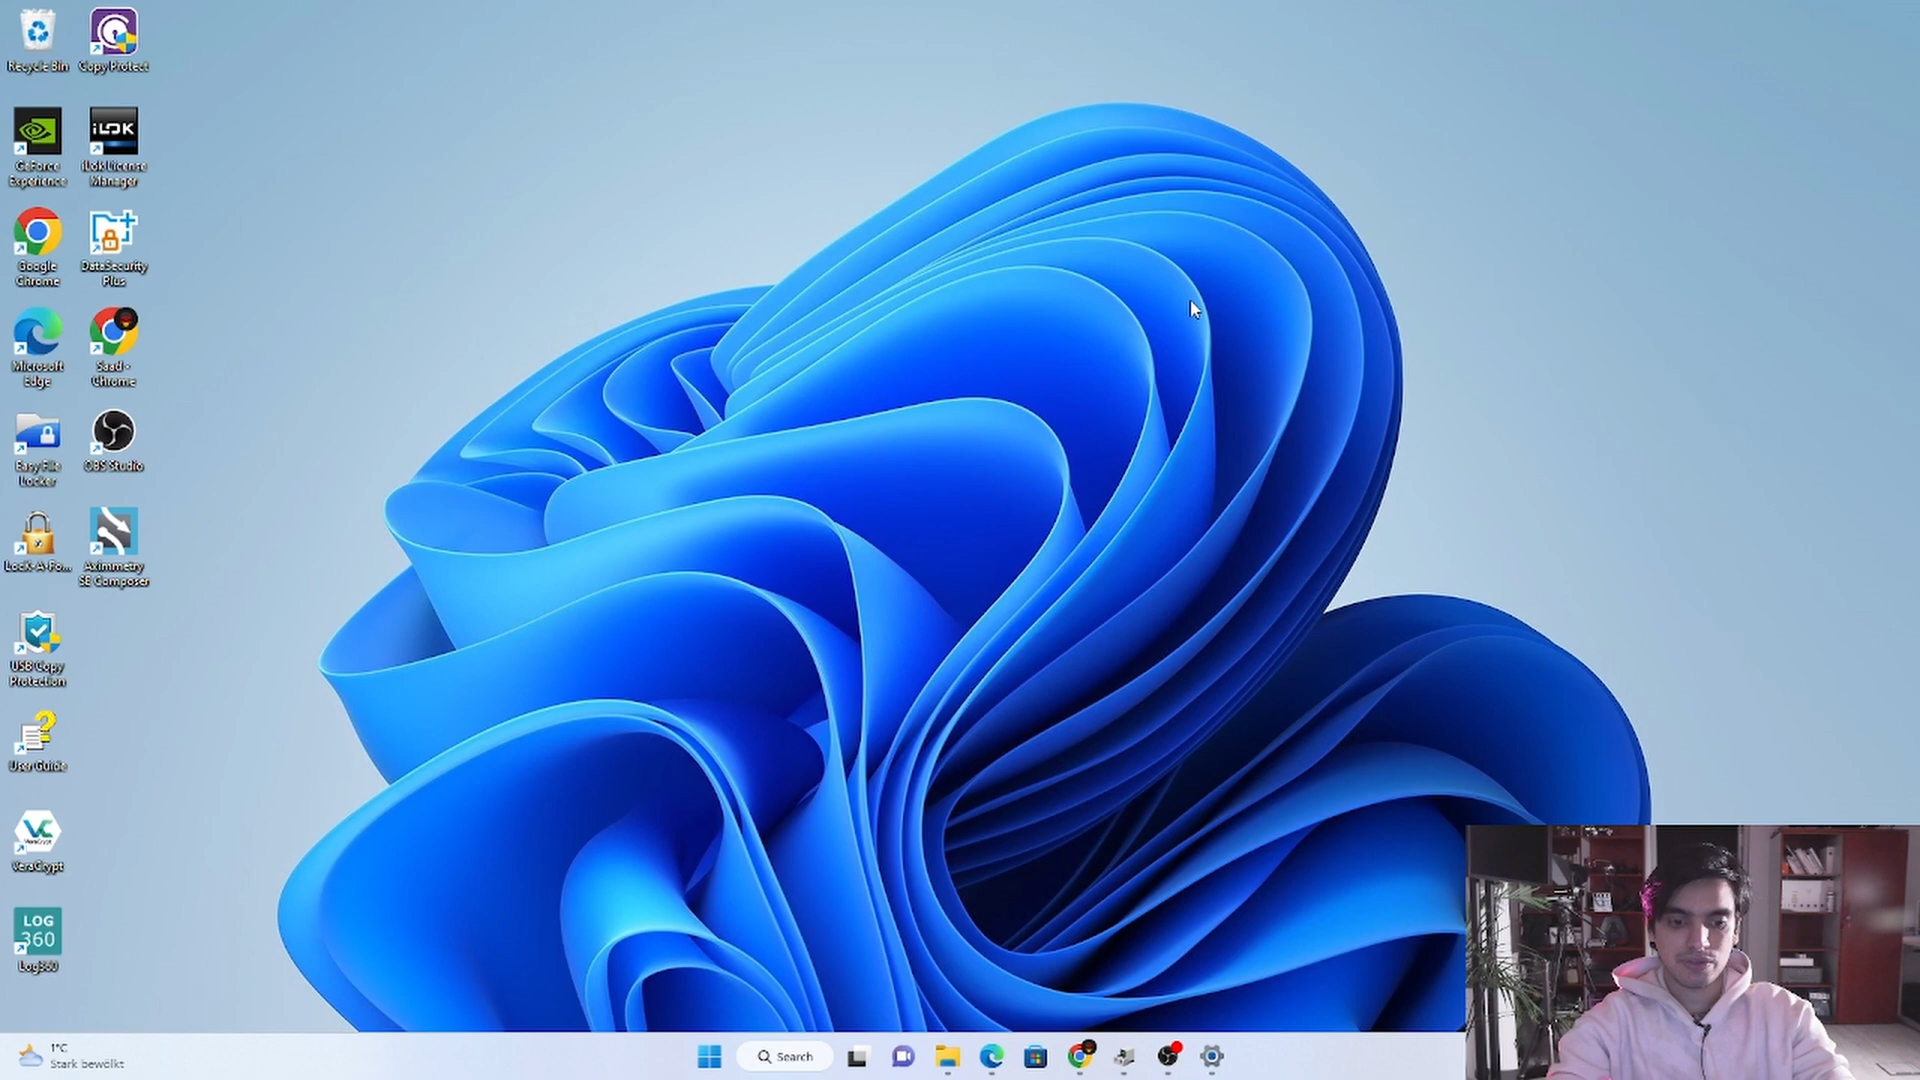 Recycle Bin
Copy Protect
GeForce
Experience
iLOK
iLok License
Manager
Google
Chrome
DataSecurity
Plus
Microsoft
Edge
Saad -
Chrome
Easy File
Locker
OBS Studio
Lock-A-Fo...
Aximmetry
SE Composer
USB Copy
Protection
User Guide
VC
VeraCrypt
VeraCrypt
LOG
360
Log360
1°C
Stark bewölkt
Search